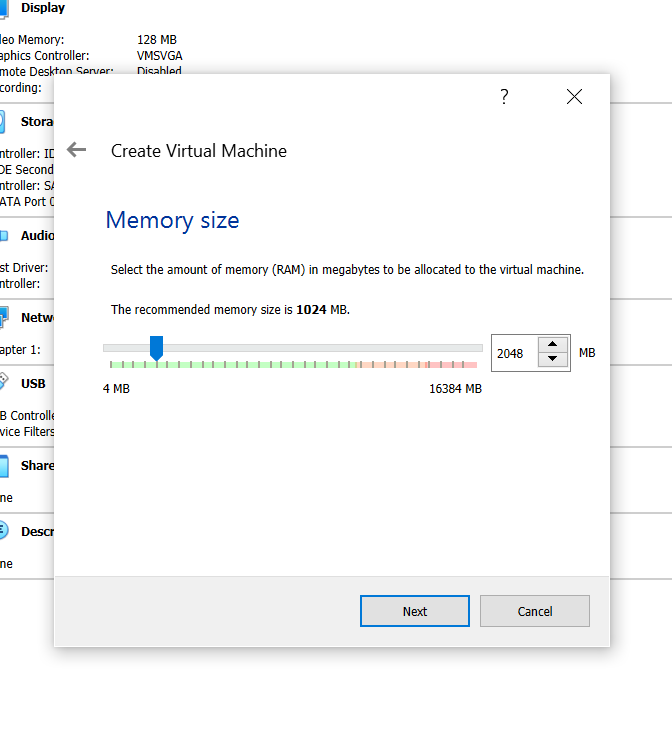 Display
128 MB
VMSVGA
Disabled
?
Create Virtual Machine
Memory size
Select the amount of memory (RAM) in megabytes to be allocated to the virtual machine.
The recommended memory size is 1024 MB.
2048 MB
4 MB 16384 MB
Next Cancel
deo Memory:
aphics Controller:
mote Desktop Server:
cording:
Stora
ntroller: ID
DE Second
ntroller: SA
ATA Port 0
Audio
st Driver:
ntroller:
Netw
apter 1:
USB
B Controlle
vice Filters
Share
ne
Descr
ne